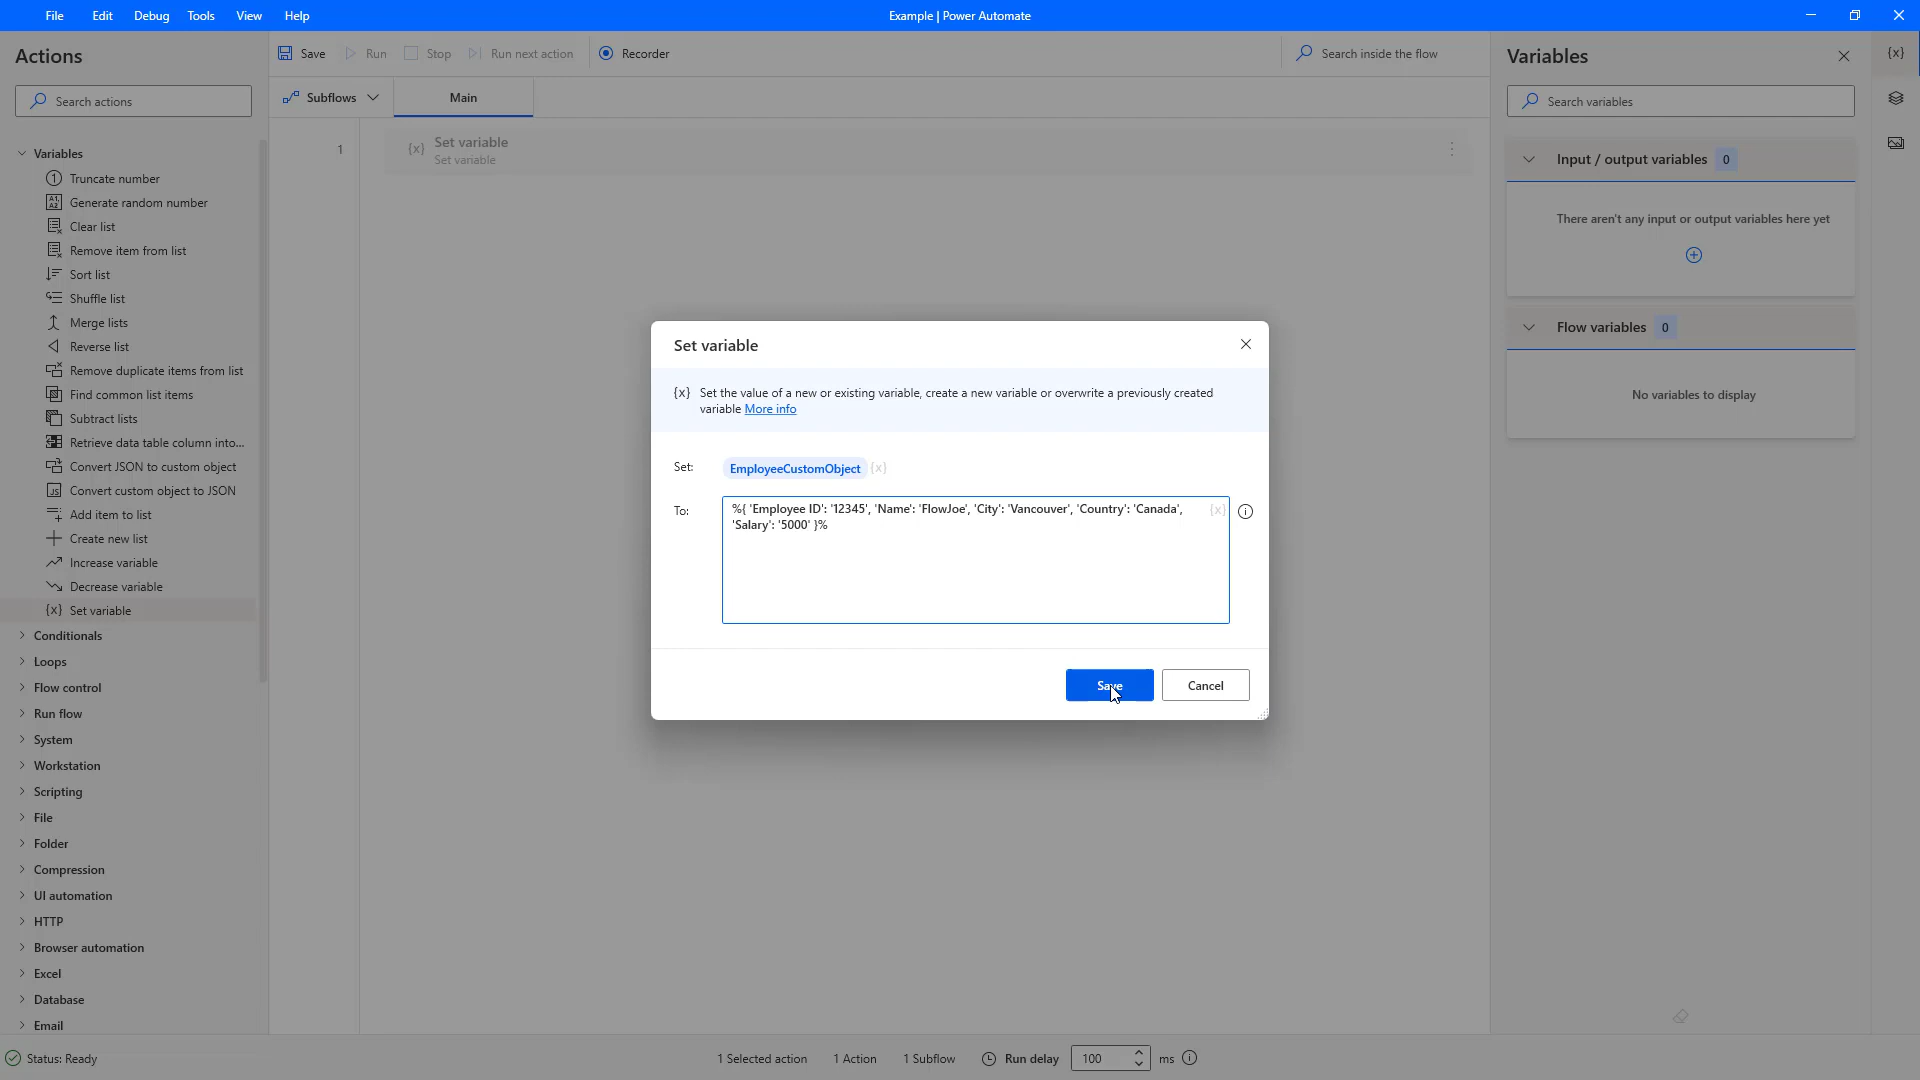 File Edit Debug Tools View Help
Example | Power Automate
Actions
Search actions
Variables
Truncate number
Generate random number
Clear list
Remove item from list
Sort list
Shuffle list
Merge lists
Reverse list
Remove duplicate items from list
Find common list items
Subtract lists
Retrieve data table column into...
Convert JSON to custom object
Convert custom object to JSON
Add item to list
Create new list
Increase variable
Decrease variable
{x} Set variable
Conditionals
Loops
Flow control
Run flow
System
Workstation
Scripting
File
Folder
Compression
UI automation
HTTP
Browser automation
Excel
Database
Email
Save Run Stop Run next action Recorder
Search inside the flow
Subflows Main
1
{x} Set variable
Set variable
Set variable
{x} Set the value of a new or existing variable, create a new variable or overwrite a previously created
variable More info
Set: EmployeeCustomObject {x}
To: %{ 'Employee ID': '12345', 'Name': 'FlowJoe', 'City': 'Vancouver', 'Country': 'Canada', {x}
'Salary': '5000' }%
Save Cancel
Variables
{x}
Search variables
Input / output variables 0
There aren't any input or output variables here yet
Flow variables 0
No variables to display
Status: Ready
1 Selected action 1 Action 1 Subflow Run delay 100 ms